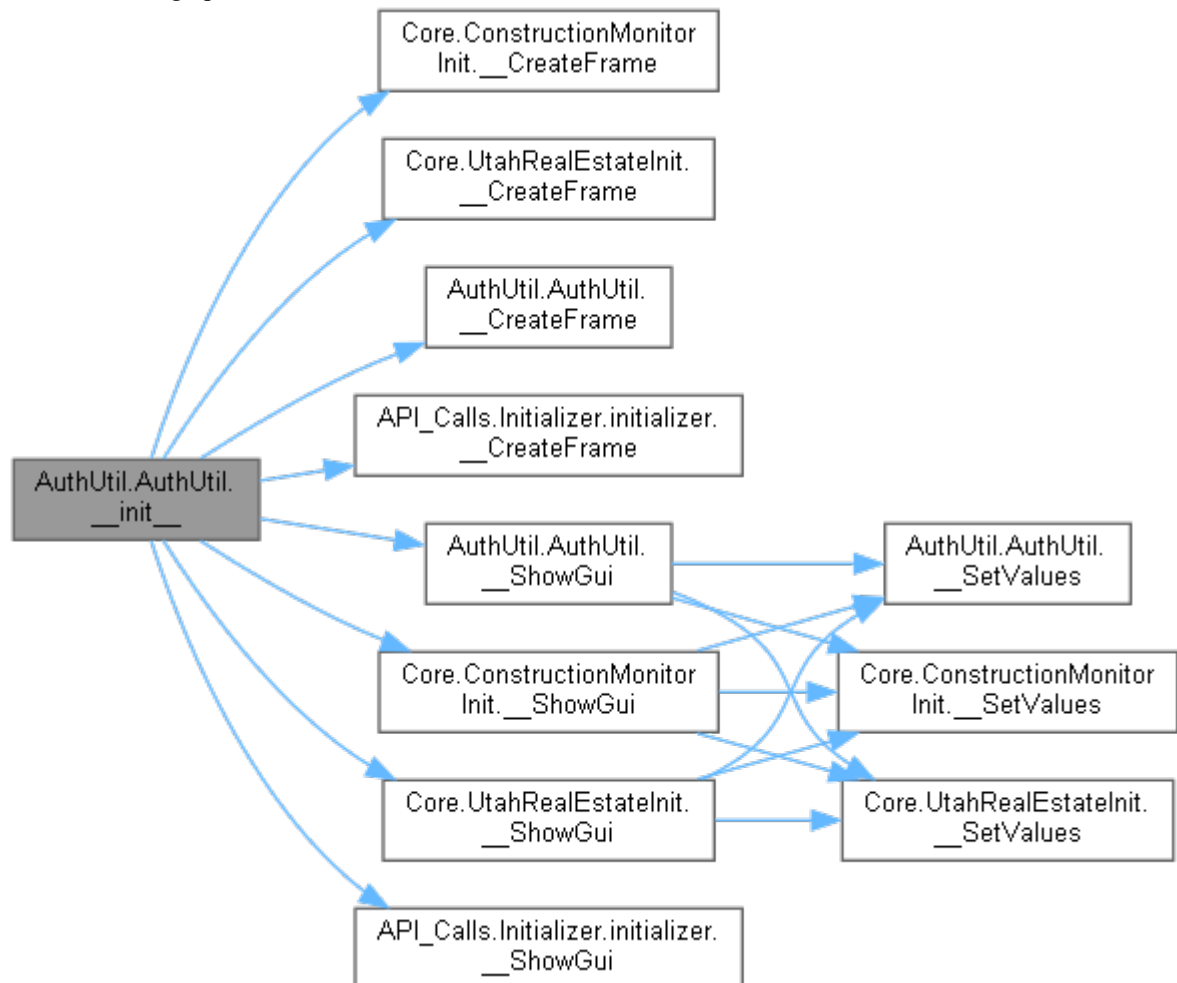 Core.ConstructionMonitor
Init.__CreateFrame
Core.UtahRealEstateInit.
__CreateFrame
AuthUtil.AuthUtil.
__CreateFrame
API_Calls.Initializer.initializer.
__CreateFrame
AuthUtil.AuthUtil.
__init__
AuthUtil.AuthUtil.
__ShowGui
AuthUtil.AuthUtil.
__SetValues
Core.ConstructionMonitor
Init.__ShowGui
Core.ConstructionMonitor
Init.__SetValues
Core.UtahRealEstateInit.
__ShowGui
Core.UtahRealEstateInit.
__SetValues
API_Calls.Initializer.initializer.
__ShowGui